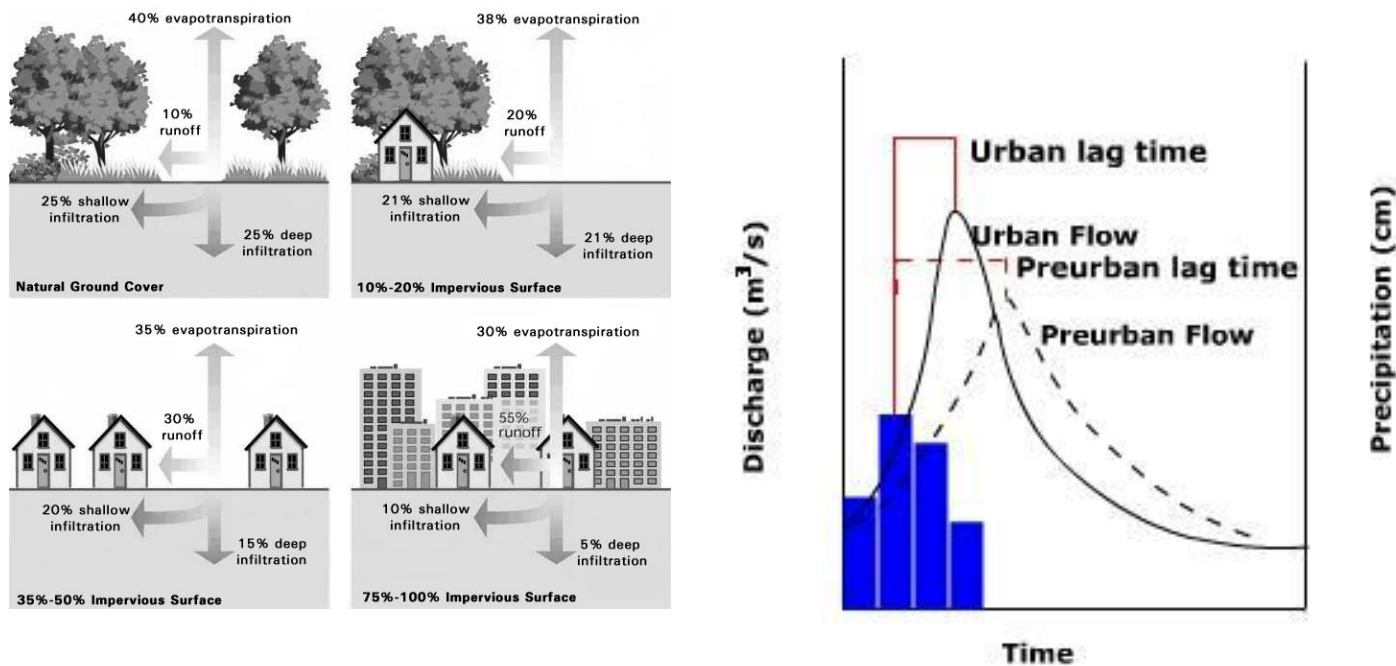 40% evapotranspiration
10%
runoff
25% shallow
infiltration
25% deep
infiltration
Natural Ground Cover
38% evapotranspiration
20%
runoff
21% shallow
infiltration
21% deep
infiltration
10%-20% Impervious Surface
35% evapotranspiration
30%
runoff
20% shallow
infiltration
15% deep
infiltration
35%-50% Impervious Surface
30% evapotranspiration
55%
runoff
10% shallow
infiltration
5% deep
infiltration
75%-100% Impervious Surface
Discharge (m³/s)
Urban lag time
Urban Flow
Preurban lag time
Preurban Flow
Precipitation (cm)
Time